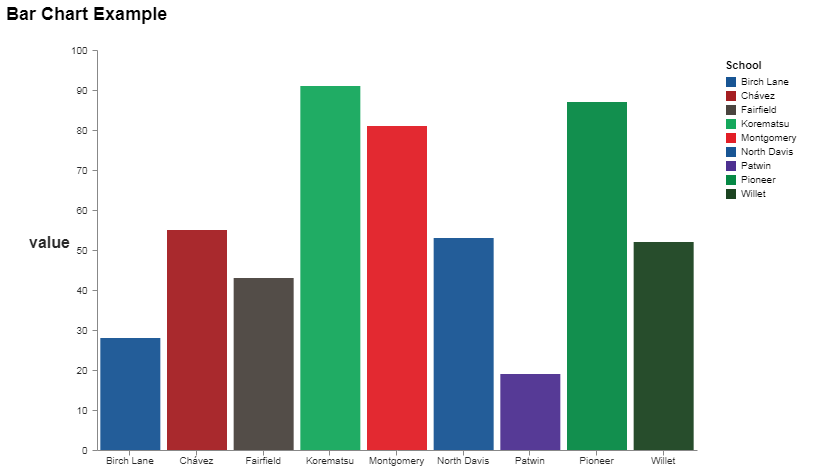 Bar Chart Example
100
90
80
70
60
50
40
30
20
10
0
value
Birch Lane Chávez Fairfield Korematsu Montgomery North Davis Patwin Pioneer Willet
School
Birch Lane
Chávez
Fairfield
Korematsu
Montgomery
North Davis
Patwin
Pioneer
Willet